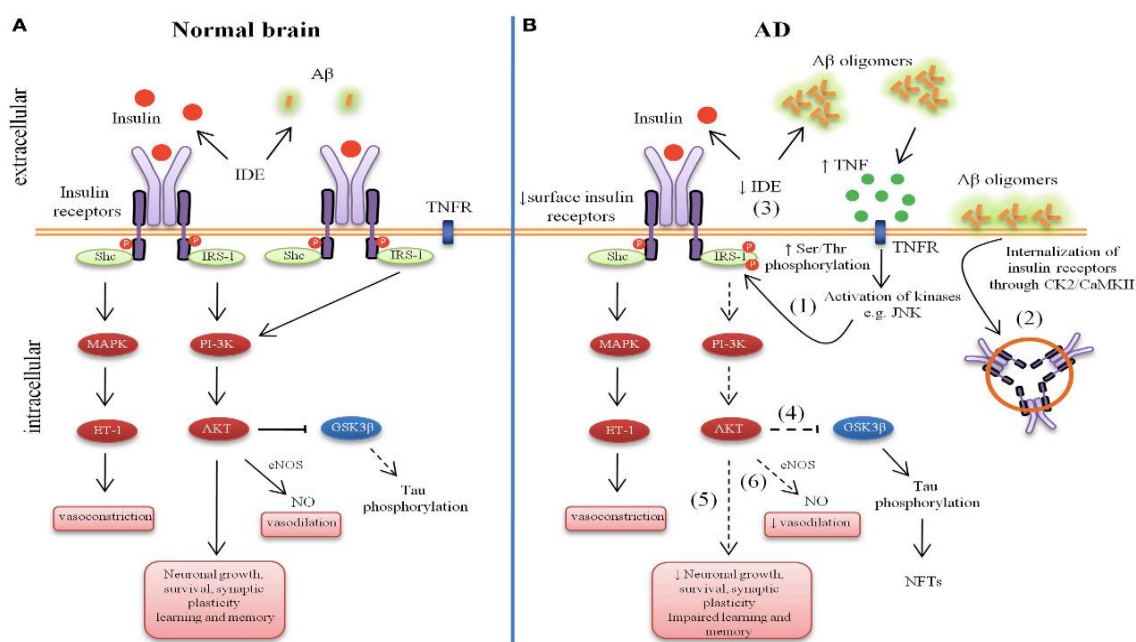 A
Normal brain
extracellular
intracellular
Aβ
Insulin
IDE
Insulin
receptors
TNFR
P
P
P
P
Shc
IRS-1
Shc
IRS-1
MAPK
PI-3K
ET-1
AKT
GSK3β
eNOS
NO
Tau
phosphorylation
vasoconstriction
vasodilation
Neuronal growth,
survival, synaptic
plasticity
learning and memory
B
AD
Aβ oligomers
Insulin
↑ TNF
↓ IDE
(3)
↓surface insulin
receptors
Aβ oligomers
TNFR
P
P
P
Shc
IRS-1
↑ Ser/Thr
phosphorylation
Internalization of
insulin receptors
through CK2/CaMKII
(1)
Activation of kinases
e.g. JNK
(2)
MAPK
PI-3K
ET-1
AKT
(4)
GSK3β
eNOS
(5)
(6)
NO
Tau
phosphorylation
vasoconstriction
↓ vasodilation
NFTs
↓ Neuronal growth,
survival, synaptic
plasticity
Impaired learning and
memory